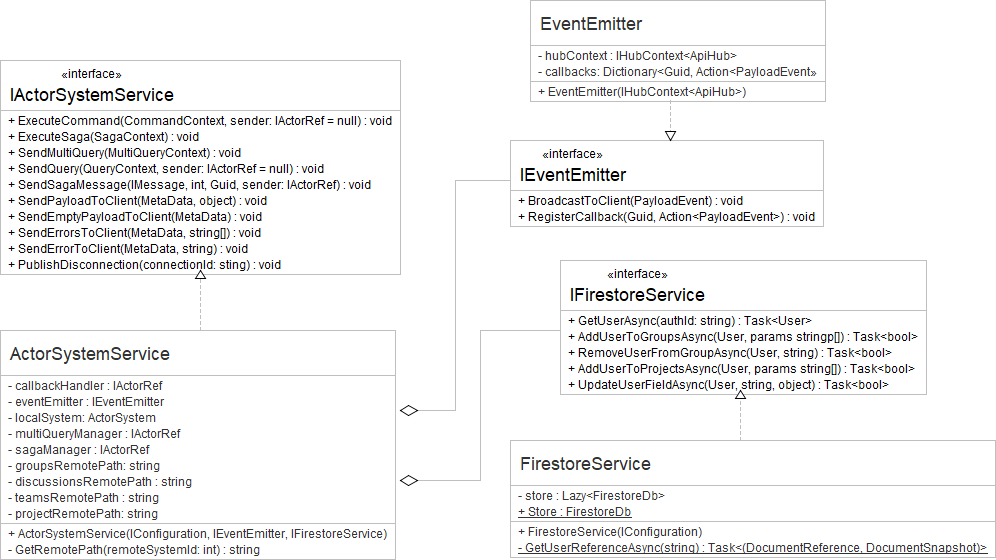 «interface»
IActorSystemService
+ ExecuteCommand(CommandContext, sender: IActorRef = null) : void
+ ExecuteSaga(SagaContext) : void
+ SendMultiQuery(MultiQueryContext) : void
+ SendQuery(QueryContext, sender: IActorRef = null) : void
+ SendSagaMessage(IMessage, int, Guid, sender: IActorRef) : void
+ SendPayloadToClient(MetaData, object) : void
+ SendEmptyPayloadToClient(MetaData) : void
+ SendErrorsToClient(MetaData, string[]) : void
+ SendErrorToClient(MetaData, string) : void
+ PublishDisconnection(connectionId: sting) : void
ActorSystemService
- callbackHandler : IActorRef
- eventEmitter : IEventEmitter
- localSystem: ActorSystem
- multiQueryManager : IActorRef
- sagaManager : IActorRef
- groupsRemotePath: string
- discussionsRemotePath : string
- teamsRemotePath : string
- projectRemotePath: string
+ ActorSystemService(IConfiguration, IEventEmitter, IFirestoreService)
- GetRemotePath(remoteSystemId: int) : string
EventEmitter
- hubContext : IHubContext<ApiHub>
- callbacks: Dictionary<Guid, Action<PayloadEvent»
+ EventEmitter(IHubContext<ApiHub>)
«interface»
IEventEmitter
+ BroadcastToClient(PayloadEvent) : void
+ RegisterCallback(Guid, Action<PayloadEvent>) : void
«interface»
IFirestoreService
+ GetUserAsync(authId: string) : Task<User>
+ AddUserToGroupsAsync(User, params stringp[]) : Task<bool>
+ RemoveUserFromGroupAsync(User, string) : Task<bool>
+ AddUserToProjectsAsync(User, params string[]) : Task<bool>
+ UpdateUserFieldAsync(User, string, object) : Task<bool>
FirestoreService
- store : Lazy<FirestoreDb>
+ Store : FirestoreDb
+ FirestoreService(IConfiguration)
- GetUserReferenceAsync(string) : Task<(DocumentReference, DocumentSnapshot)>